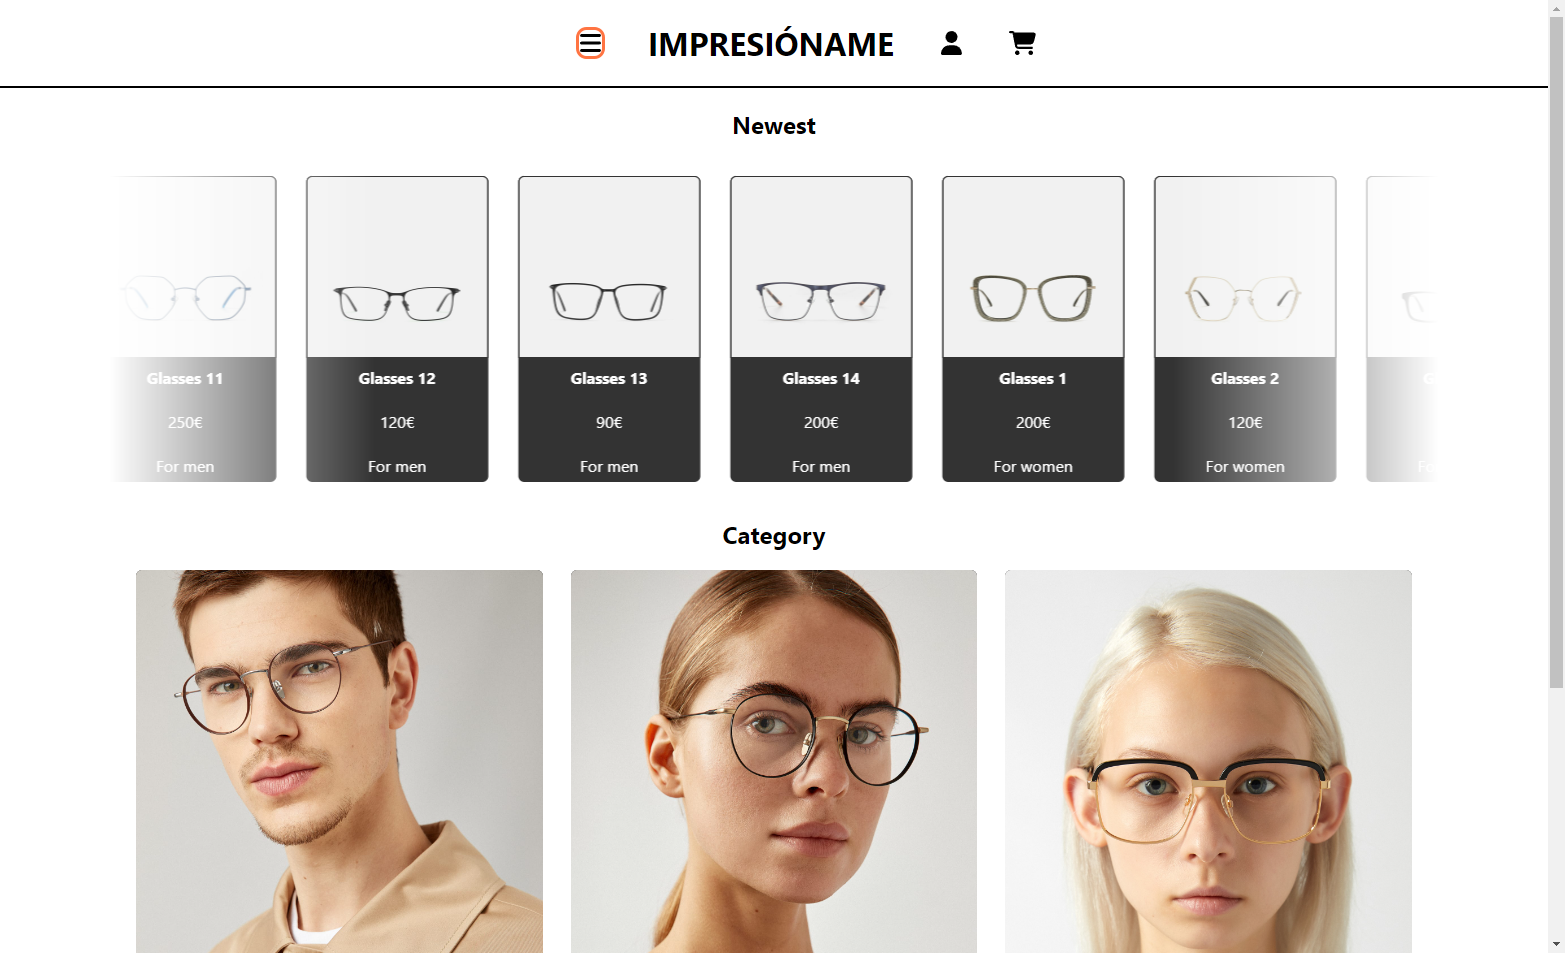 IMPRESIÓNAME
Newest
Glasses 11
250€
For men
Glasses 12
120€
For men
Glasses 13
90€
For men
Glasses 14
200€
For men
Glasses 1
200€
For women
Glasses 2
120€
For women
Category